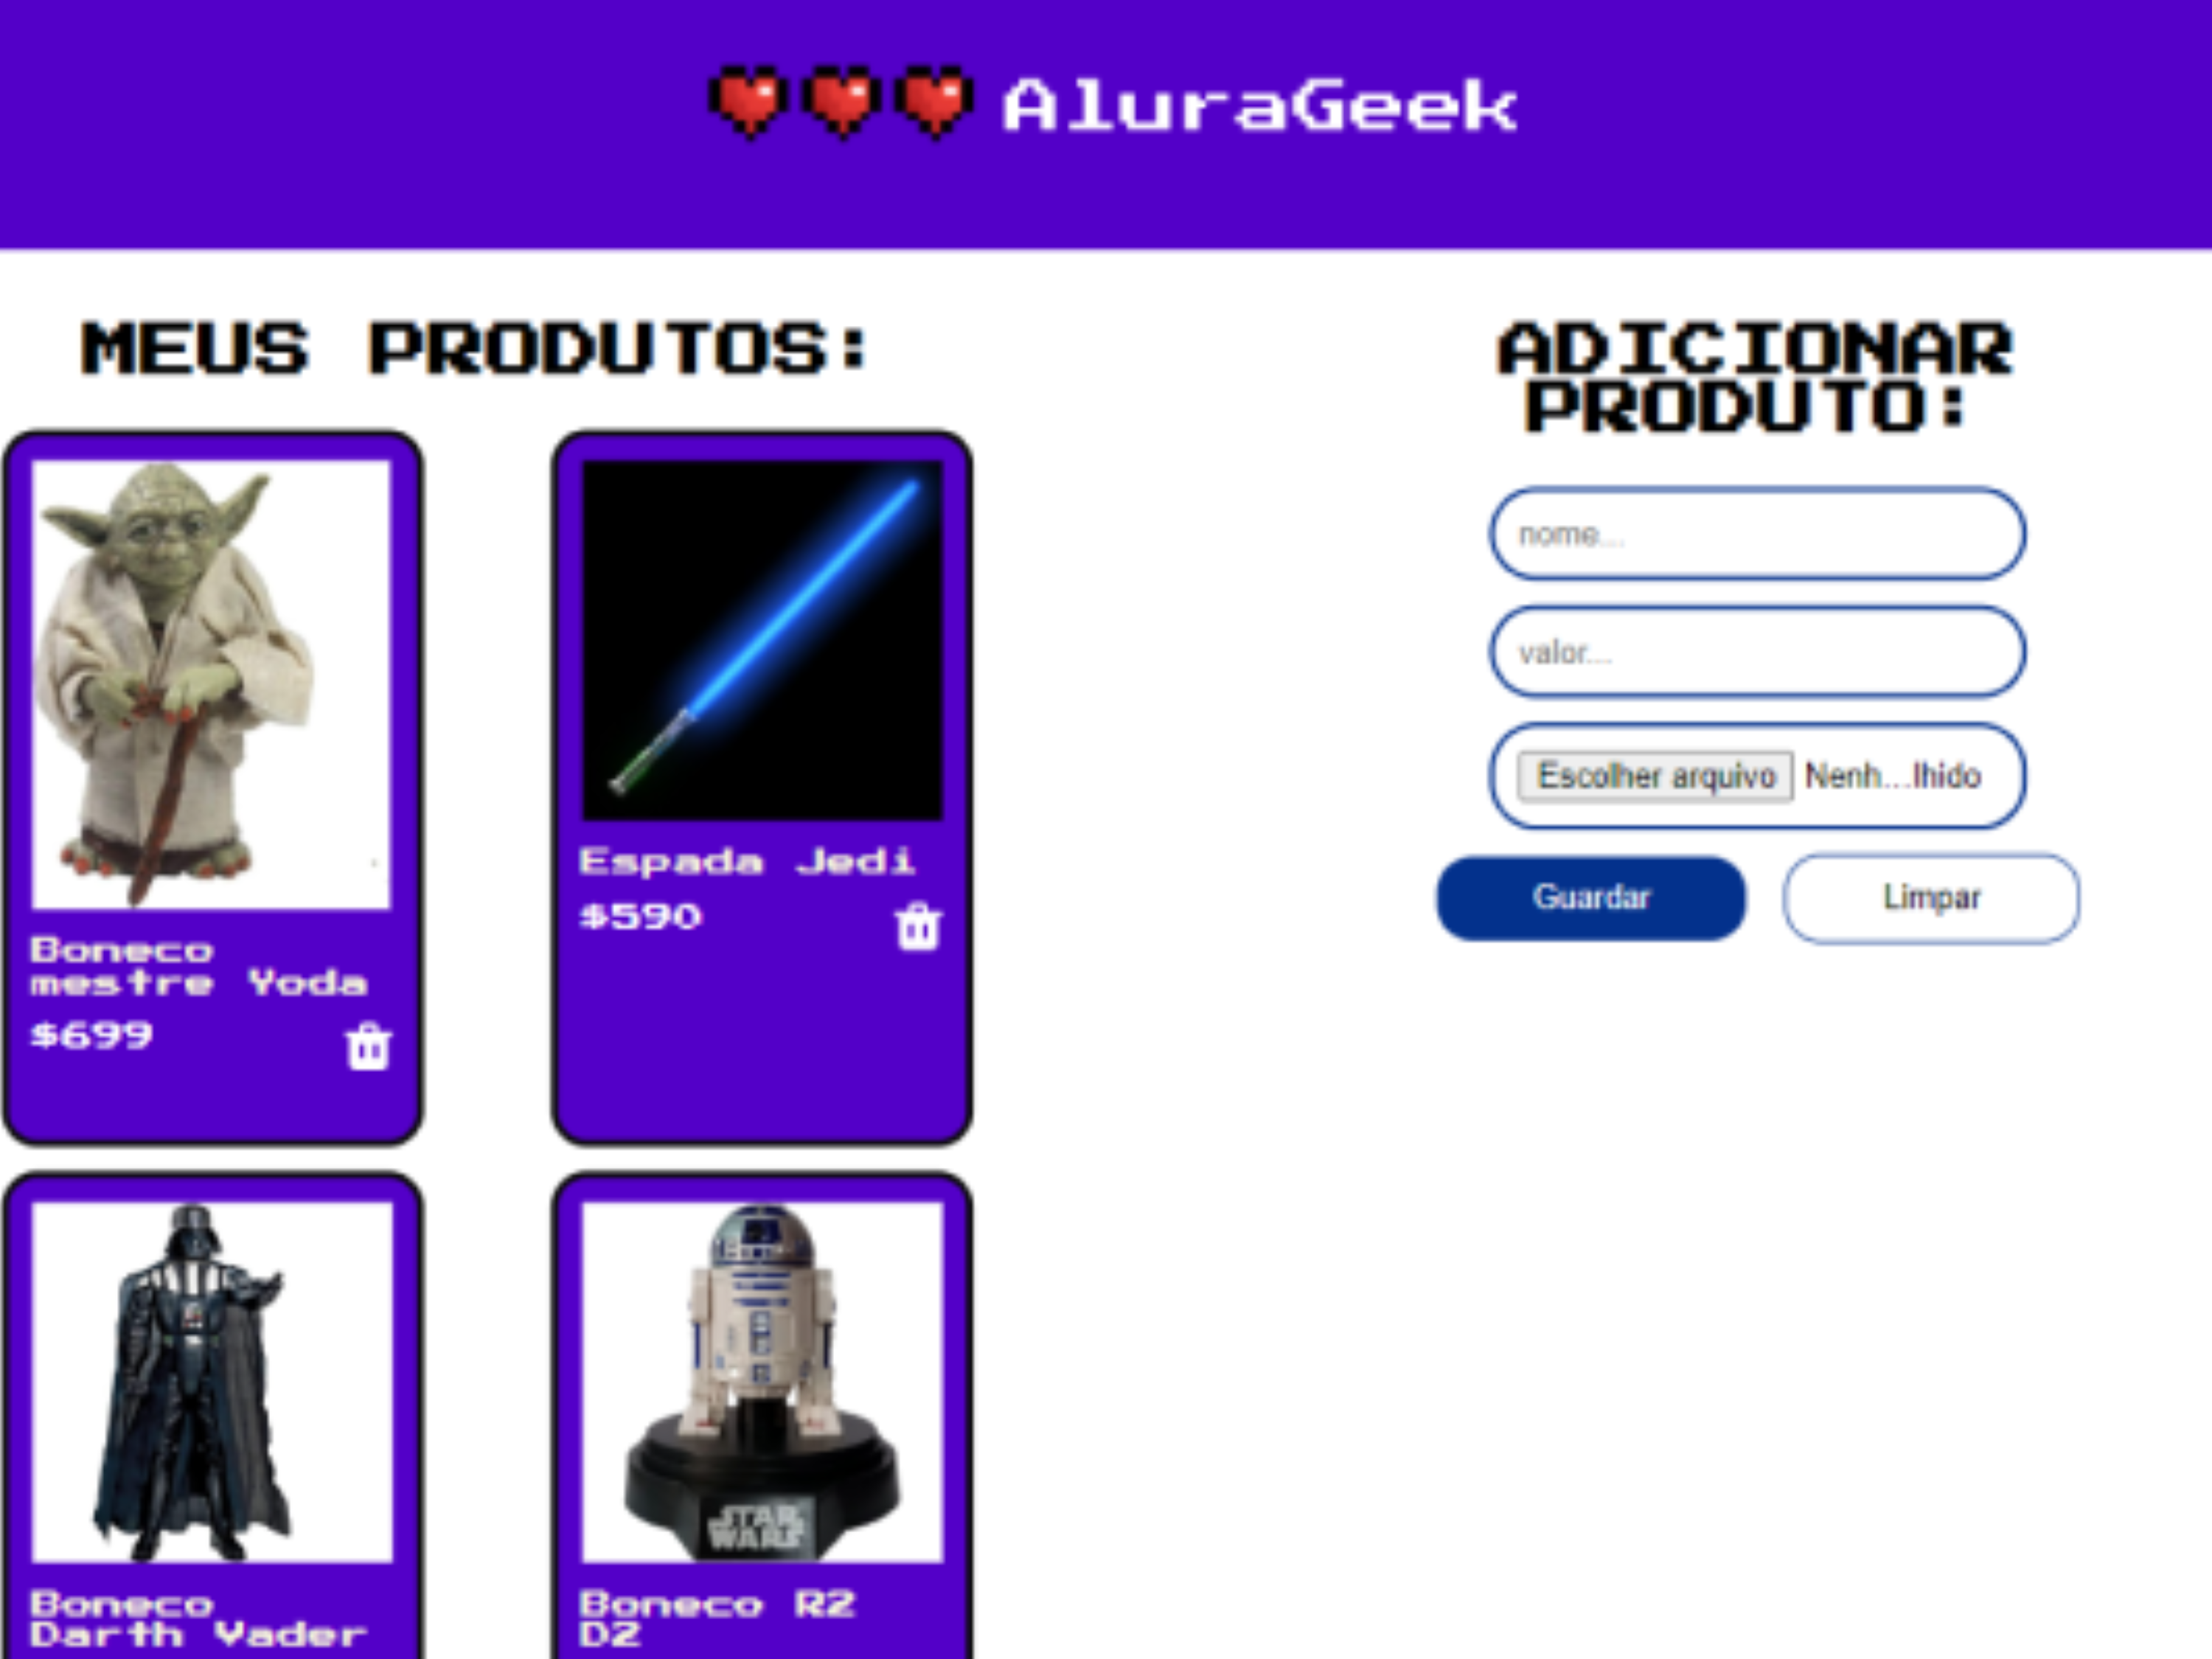 AluraGeek
MEUS PRODUTOS:
Boneco
mestre Yoda
$699
Espada Jedi
$590
STAR
WARS
Boneco
Darth Vader
Boneco R2
D2
ADICIONAR
PRODUTO:
nome...
valor...
Escolher arquivo Nenh...lhido
Guardar
Limpar